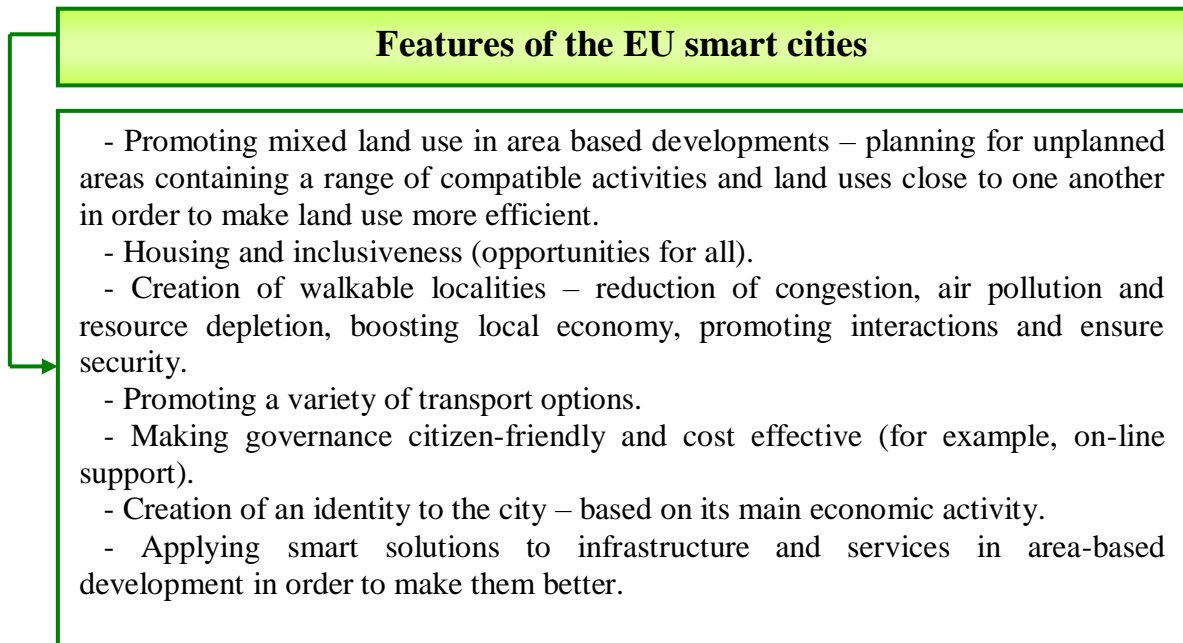 Features of the EU smart cities
- Promoting mixed land use in area based developments – planning for unplanned
areas containing a range of compatible activities and land uses close to one another
in order to make land use more efficient.
- Housing and inclusiveness (opportunities for all).
- Creation of walkable localities – reduction of congestion, air pollution and
resource depletion, boosting local economy, promoting interactions and ensure
security.
- Promoting a variety of transport options.
- Making governance citizen-friendly and cost effective (for example, on-line
support).
- Creation of an identity to the city – based on its main economic activity.
- Applying smart solutions to infrastructure and services in area-based
development in order to make them better.